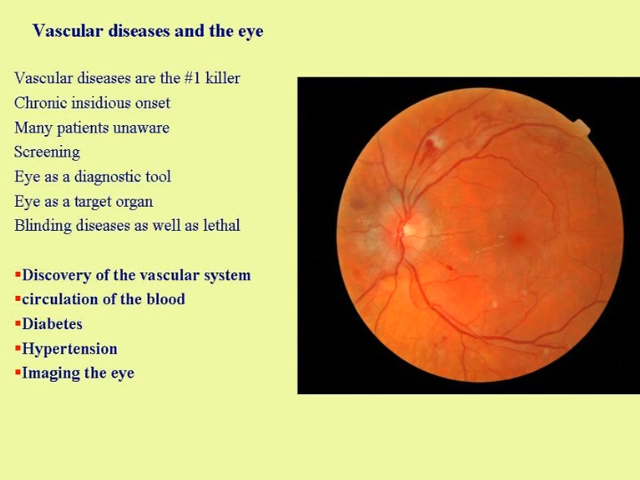 Vascular diseases and the eye
Vascular diseases are the #1 killer
Chronic insidious onset
Many patients unaware
Screening
Eye as a diagnostic tool
Eye as a target organ
Blinding diseases as well as lethal
▪Discovery of the vascular system
▪circulation of the blood
▪Diabetes
▪Hypertension
▪Imaging the eye